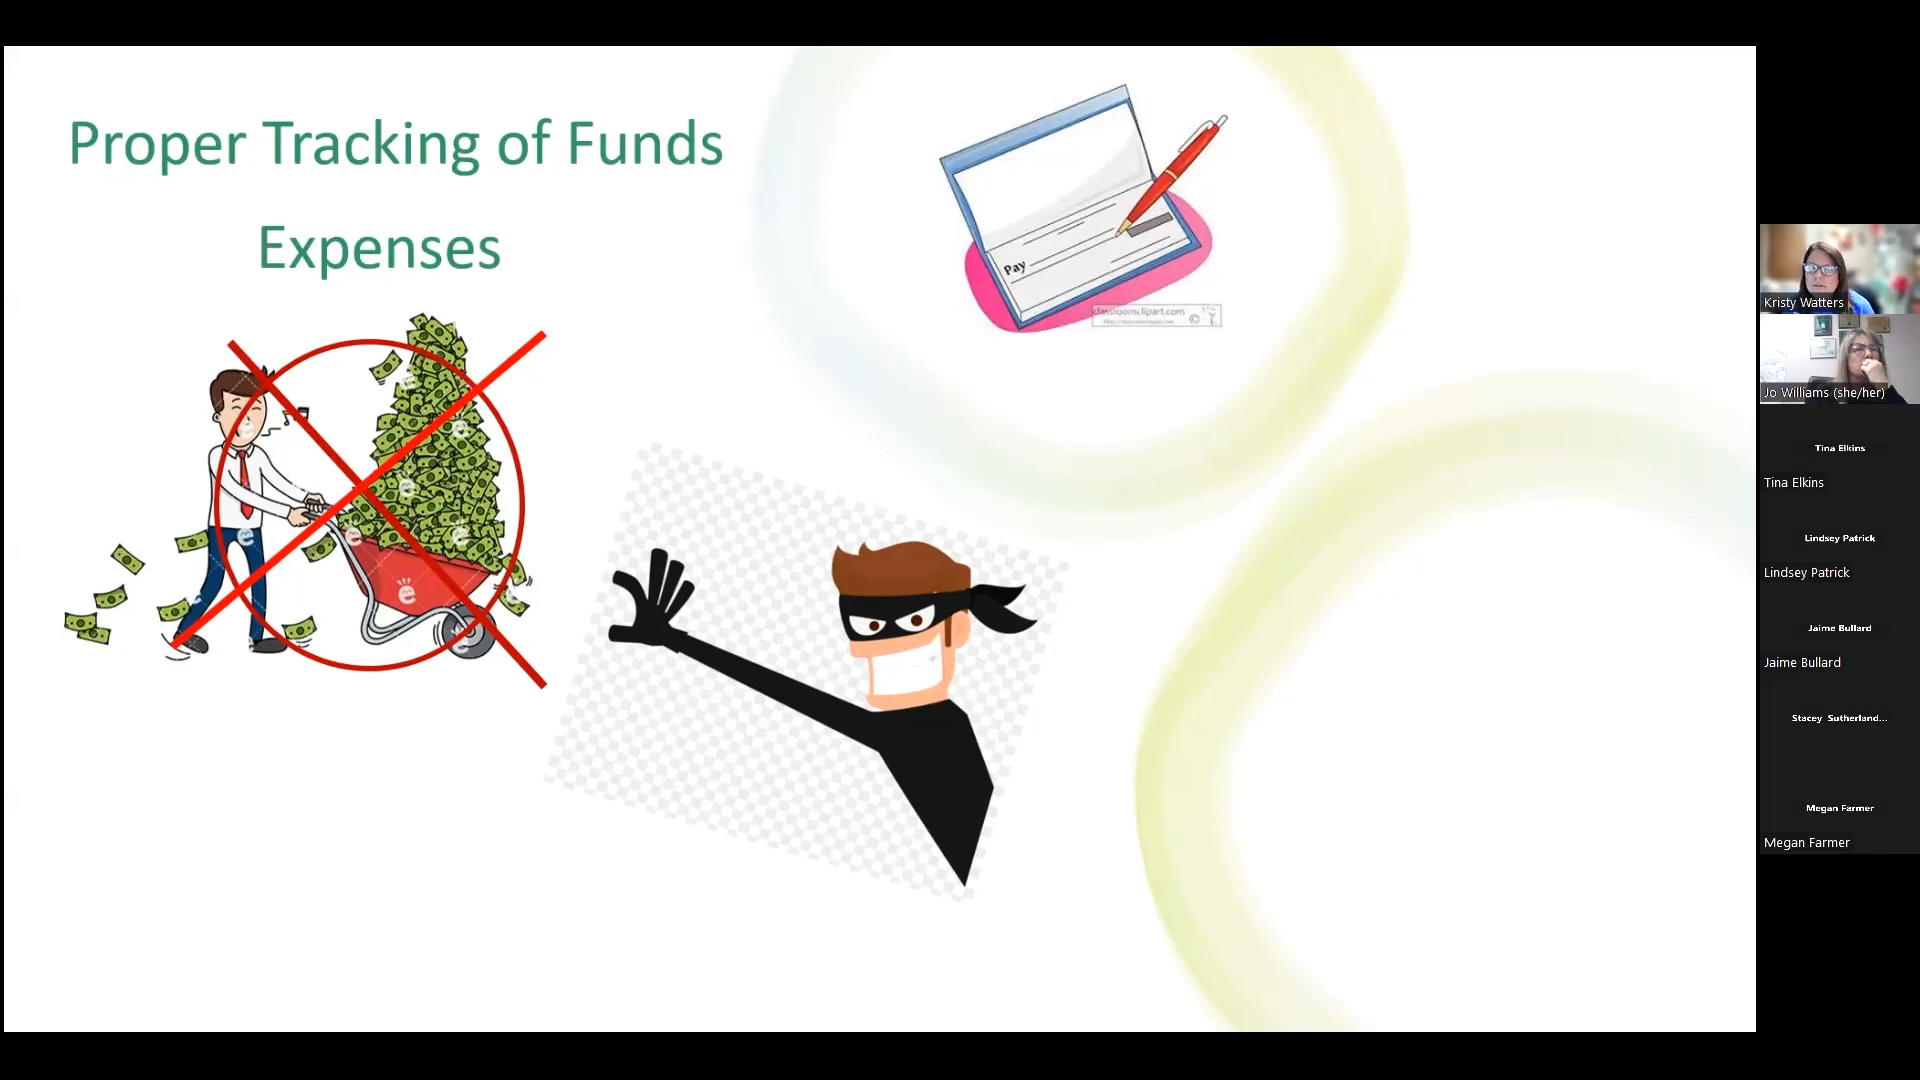 Proper Tracking of Funds
Expenses
Pay
classroomclipart.com
Kristy Watters
Jo Williams (she/her)
Tina Elkins
Tina Elkins
Lindsey Patrick
Lindsey Patrick
Jaime Bullard
Jaime Bullard
Stacey Sutherland...
Megan Farmer
Megan Farmer